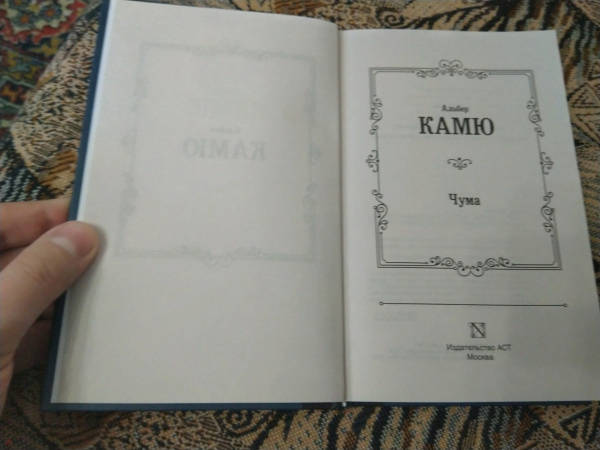 Альбер
КАМЮ
Чума
Издательство АСТ
Москва